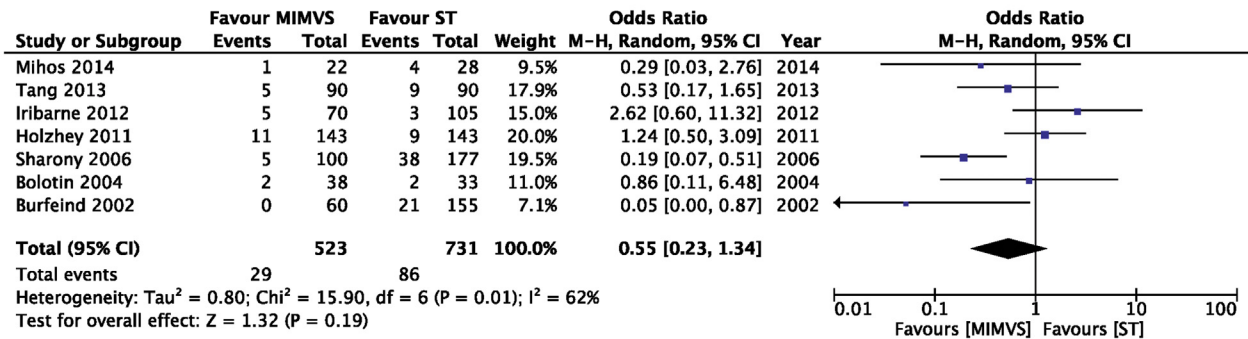 Favour MIMVS Favour ST Odds Ratio Odds Ratio
Study or Subgroup Events Total Events Total Weight M-H, Random, 95% CI Year M-H, Random, 95% CI
Mihos 2014 1 22 4 28 9.5% 0.29 [0.03, 2.76] 2014
Tang 2013 5 90 9 90 17.9% 0.53 [0.17, 1.65] 2013
Iribarne 2012 5 70 3 105 15.0% 2.62 [0.60, 11.32] 2012
Holzhey 2011 11 143 9 143 20.0% 1.24 [0.50, 3.09] 2011
Sharony 2006 5 100 38 177 19.5% 0.19 [0.07, 0.51] 2006
Bolotin 2004 2 38 2 33 11.0% 0.86 [0.11, 6.48] 2004
Burfeind 2002 0 60 21 155 7.1% 0.05 [0.00, 0.87] 2002
Total (95% CI) 523 731 100.0% 0.55 [0.23, 1.34]
Total events 29 86
Heterogeneity: Tau² = 0.80; Chi² = 15.90, df = 6 (P = 0.01); I² = 62%
Test for overall effect: Z = 1.32 (P = 0.19)
0.01 0.1 1 10 100
Favours [MIMVS] Favours [ST]